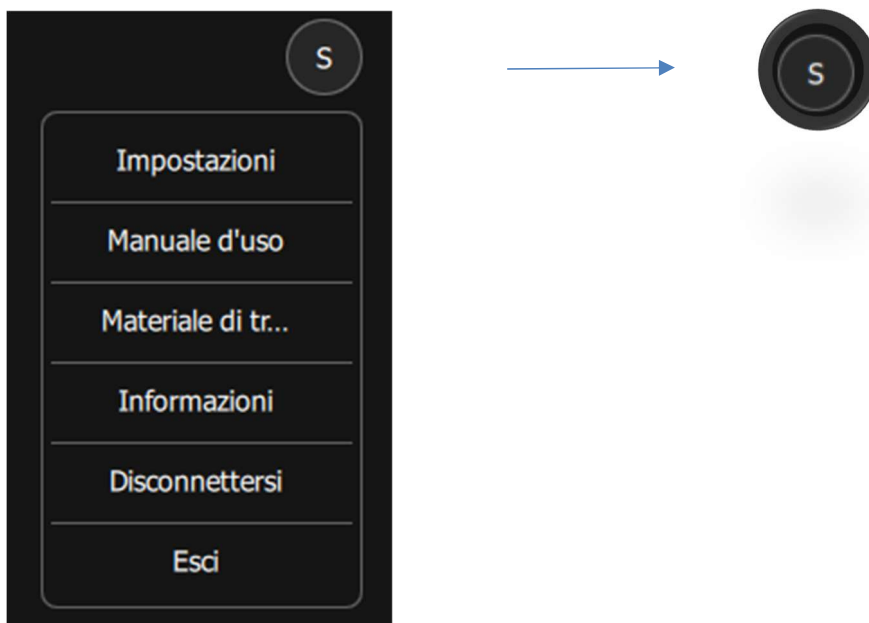 S
S
Impostazioni
Manuale d'uso
Materiale di tr...
Informazioni
Disconnettersi
Esci